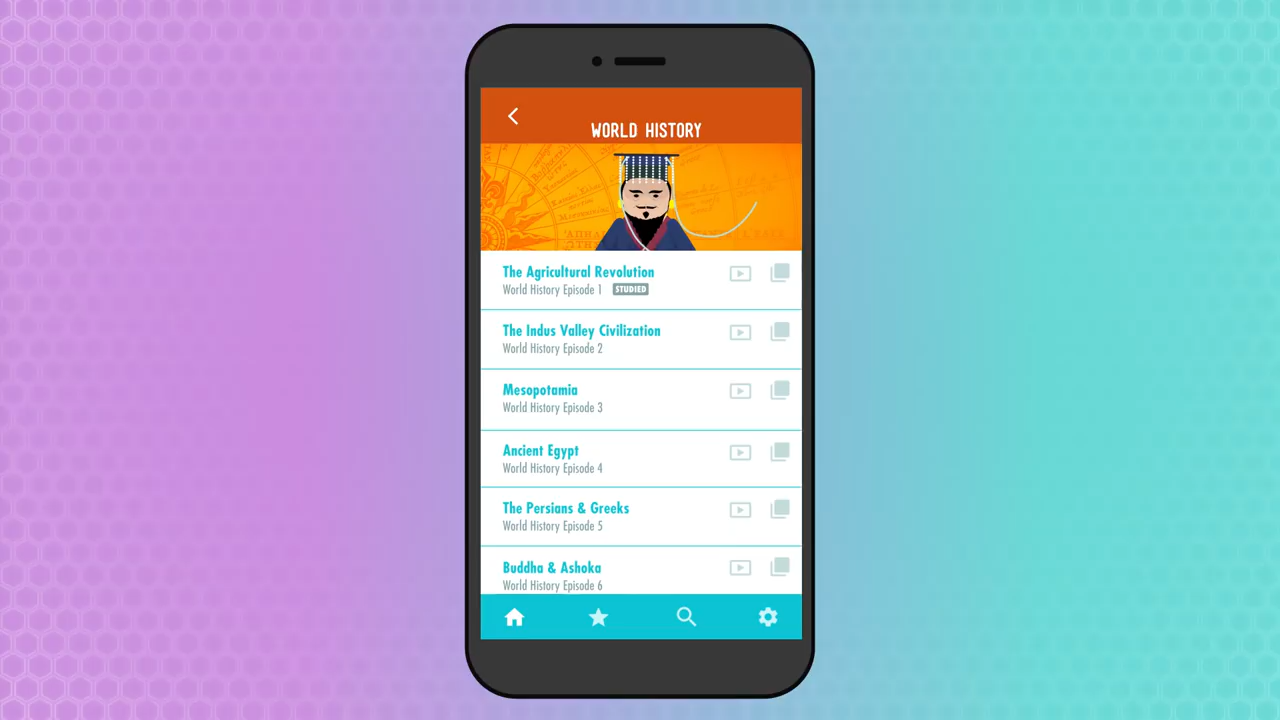 WORLD HISTORY
The Agricultural Revolution
World History Episode 1 STUDIED
The Indus Valley Civilization
World History Episode 2
Mesopotamia
World History Episode 3
Ancient Egypt
World History Episode 4
The Persians & Greeks
World History Episode 5
Buddha & Ashoka
World History Episode 6